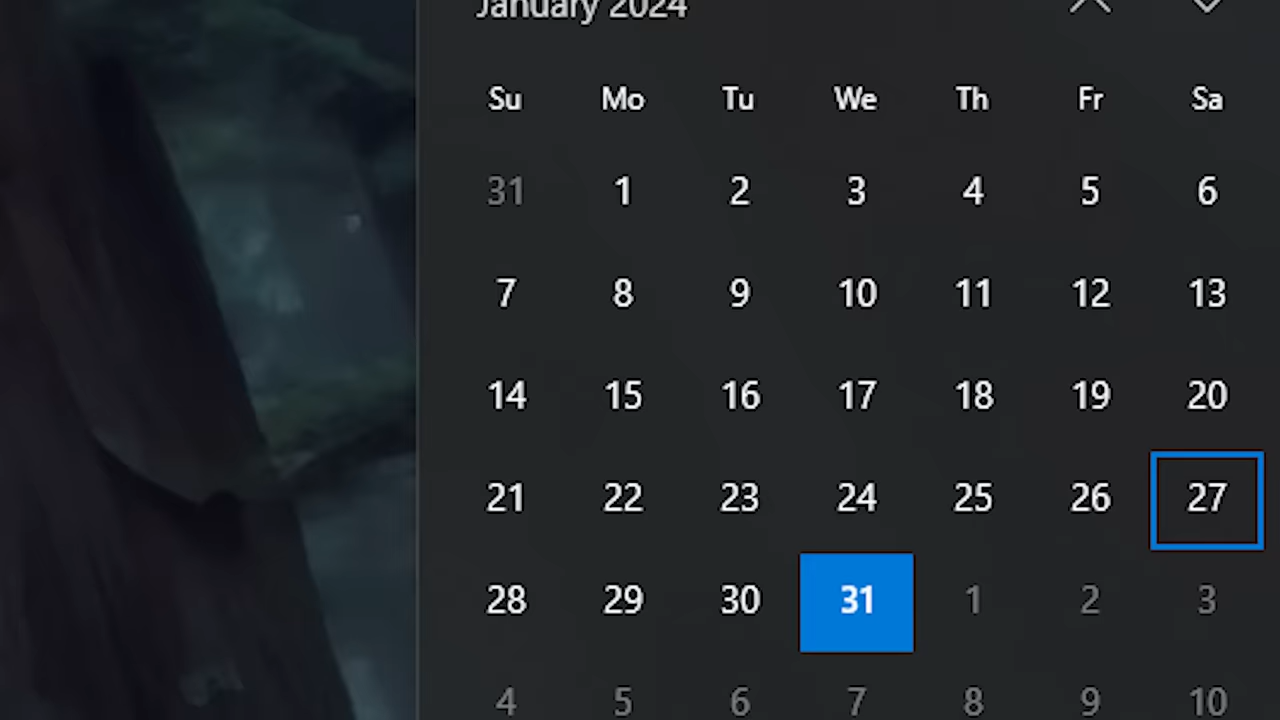 January 2024
Su Mo Tu We Th Fr Sa
31 1 2 3 4 5 6
7 8 9 10 11 12 13
14 15 16 17 18 19 20
21 22 23 24 25 26 27
28 29 30 31 1 2 3
4 5 6 7 8 9 10